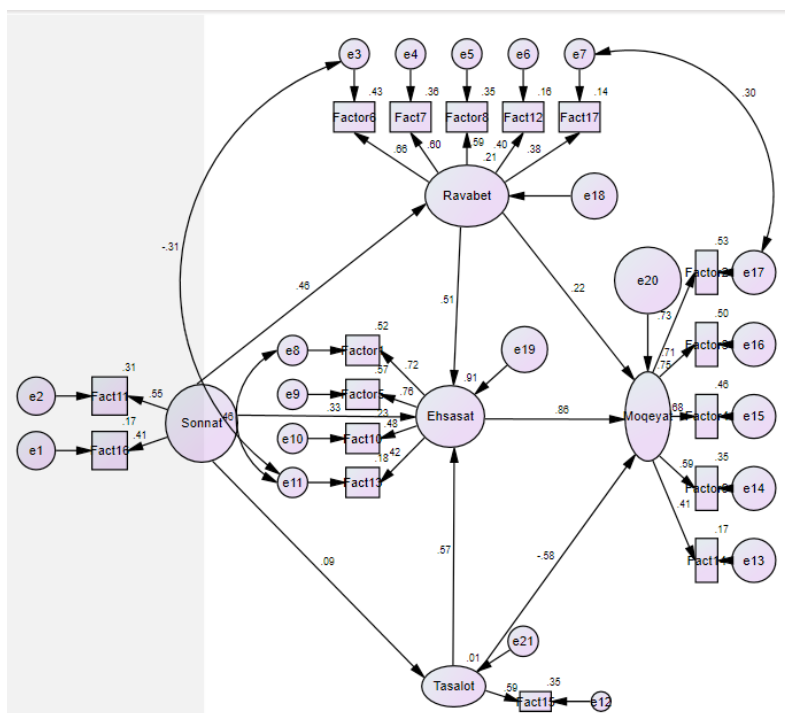 e3
e4
e5
e6
e7
.43
.36
.35
.16
.14
.30
Factor6
Fact7
Factor8
Fact12
Fact17
.66
.60
.59
.40
.38
.21
Ravabet
e18
-.31
.46
.51
.22
e20
.53
e17
.73
.52
e19
.50
e16
e8
.72
.71
.75
.31
.57
.91
e2
Fact11
.55
e9
.76
.46
e15
Sonnat
.46
.33
.23
Ehsasat
.86
.68
.17
e10
Fact10
.48
e1
Fact16
.41
.18
.42
.59
.35
e14
e11
Fact13
.41
.17
e13
.09
.57
-.58
e21
.01
Tasalot
.59
.35
Fact15
e12